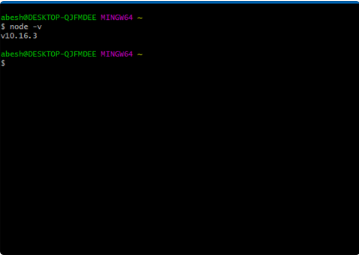 abesh@DESKTOP-QJFMDEE MINGW64 ~
$ node -v
v10.16.3
abesh@DESKTOP-QJFMDEE MINGW64 ~
$